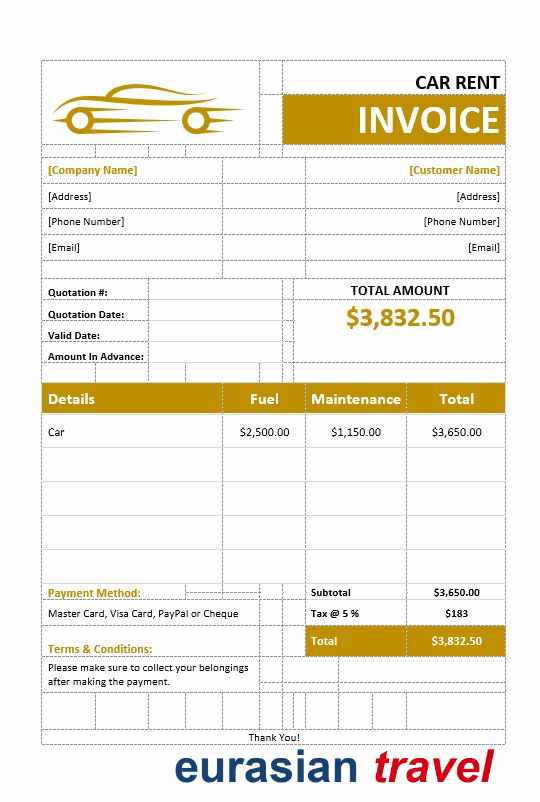 CAR RENT
INVOICE
[Company Name] [Customer Name]
[Address] [Address]
[Phone Number] [Phone Number]
[Email] [Email]
Quotation #: TOTAL AMOUNT
Quotation Date: $3,832.50
Valid Date:
Amount In Advance:
Details Fuel Maintenance Total
Car $2,500.00 $1,150.00 $3,650.00
Payment Method: Subtotal $3,650.00
Master Card, Visa Card, PayPal or Cheque Tax @ 5 % $183
Total $3,832.50
Terms & Conditions:
Please make sure to collect your belongings
after making the payment.
Thank You!
eurasian travel